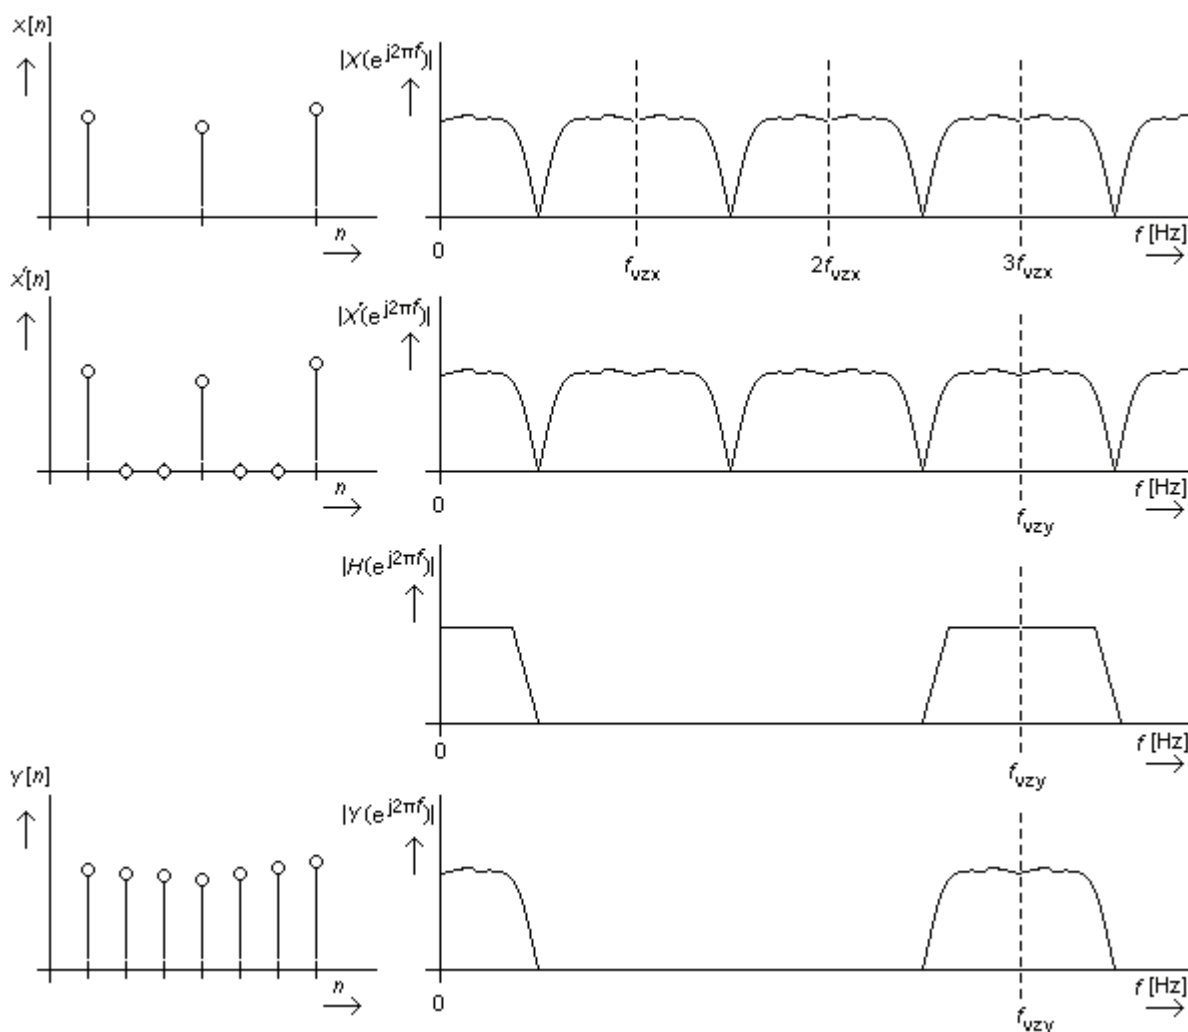 x[n]
|X(e^j2πf)|
n
0
f_vzx
2f_vzx
3f_vzx
f [Hz]
x'[n]
|X'(e^j2πf)|
n
0
f_vzy
f [Hz]
|H(e^j2πf)|
0
f_vzy
f [Hz]
y[n]
|Y(e^j2πf)|
n
0
f_vzy
f [Hz]